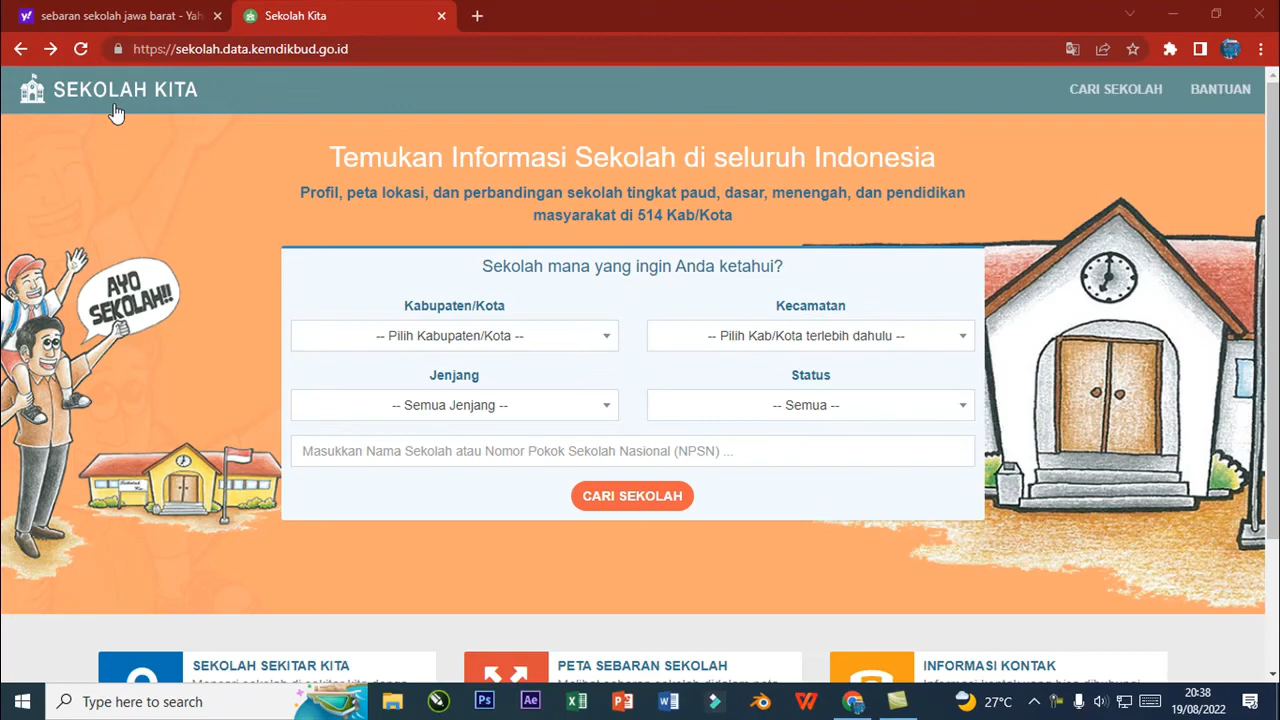 sebaran sekolah jawa barat - Yah
Sekolah Kita
https://sekolah.data.kemdikbud.go.id
SEKOLAH KITA
CARI SEKOLAH
BANTUAN
Temukan Informasi Sekolah di seluruh Indonesia
Profil, peta lokasi, dan perbandingan sekolah tingkat paud, dasar, menengah, dan pendidikan
masyarakat di 514 Kab/Kota
AYO
SEKOLAH!!
Sekolah mana yang ingin Anda ketahui?
Kabupaten/Kota
Kecamatan
-- Pilih Kabupaten/Kota --
-- Pilih Kab/Kota terlebih dahulu --
Jenjang
Status
-- Semua Jenjang --
-- Semua --
Masukkan Nama Sekolah atau Nomor Pokok Sekolah Nasional (NPSN) ...
CARI SEKOLAH
SEKOLAH SEKITAR KITA
PETA SEBARAN SEKOLAH
INFORMASI KONTAK
Type here to search
Ps
Ae
27°C
20:38
19/08/2022